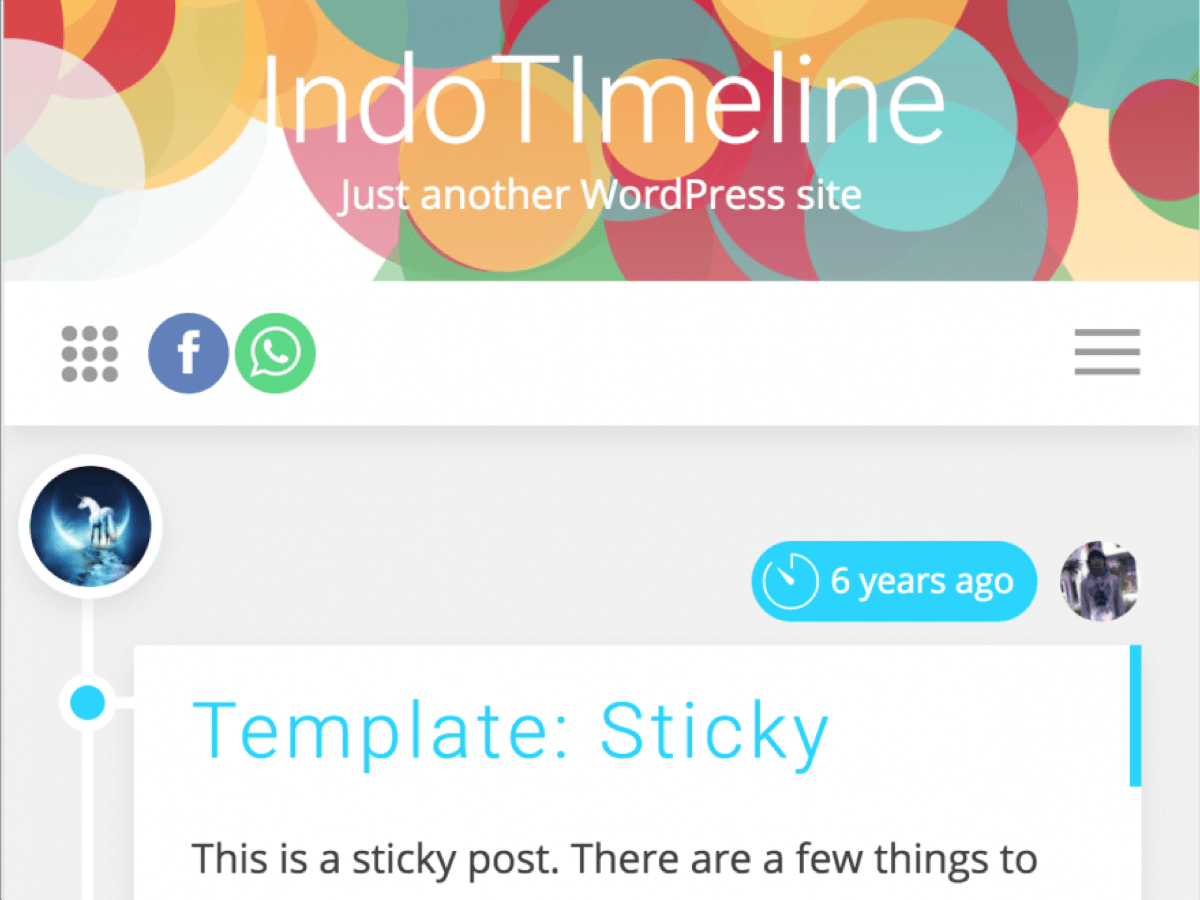 IndoTImeline
Just another WordPress site
6 years ago
Template: Sticky
This is a sticky post. There are a few things to